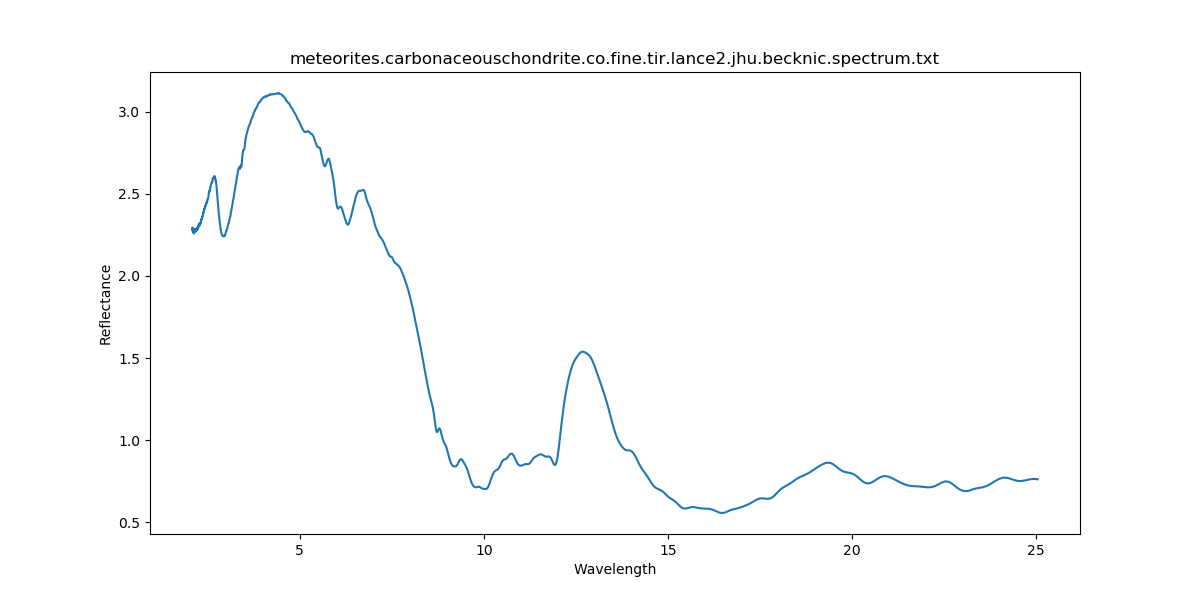 meteorites.carbonaceouschondrite.co.fine.tir.lance2.jhu.becknic.spectrum.txt
3.0
2.5
2.0
1.5
1.0
0.5
Reflectance
5 10 15 20 25
Wavelength